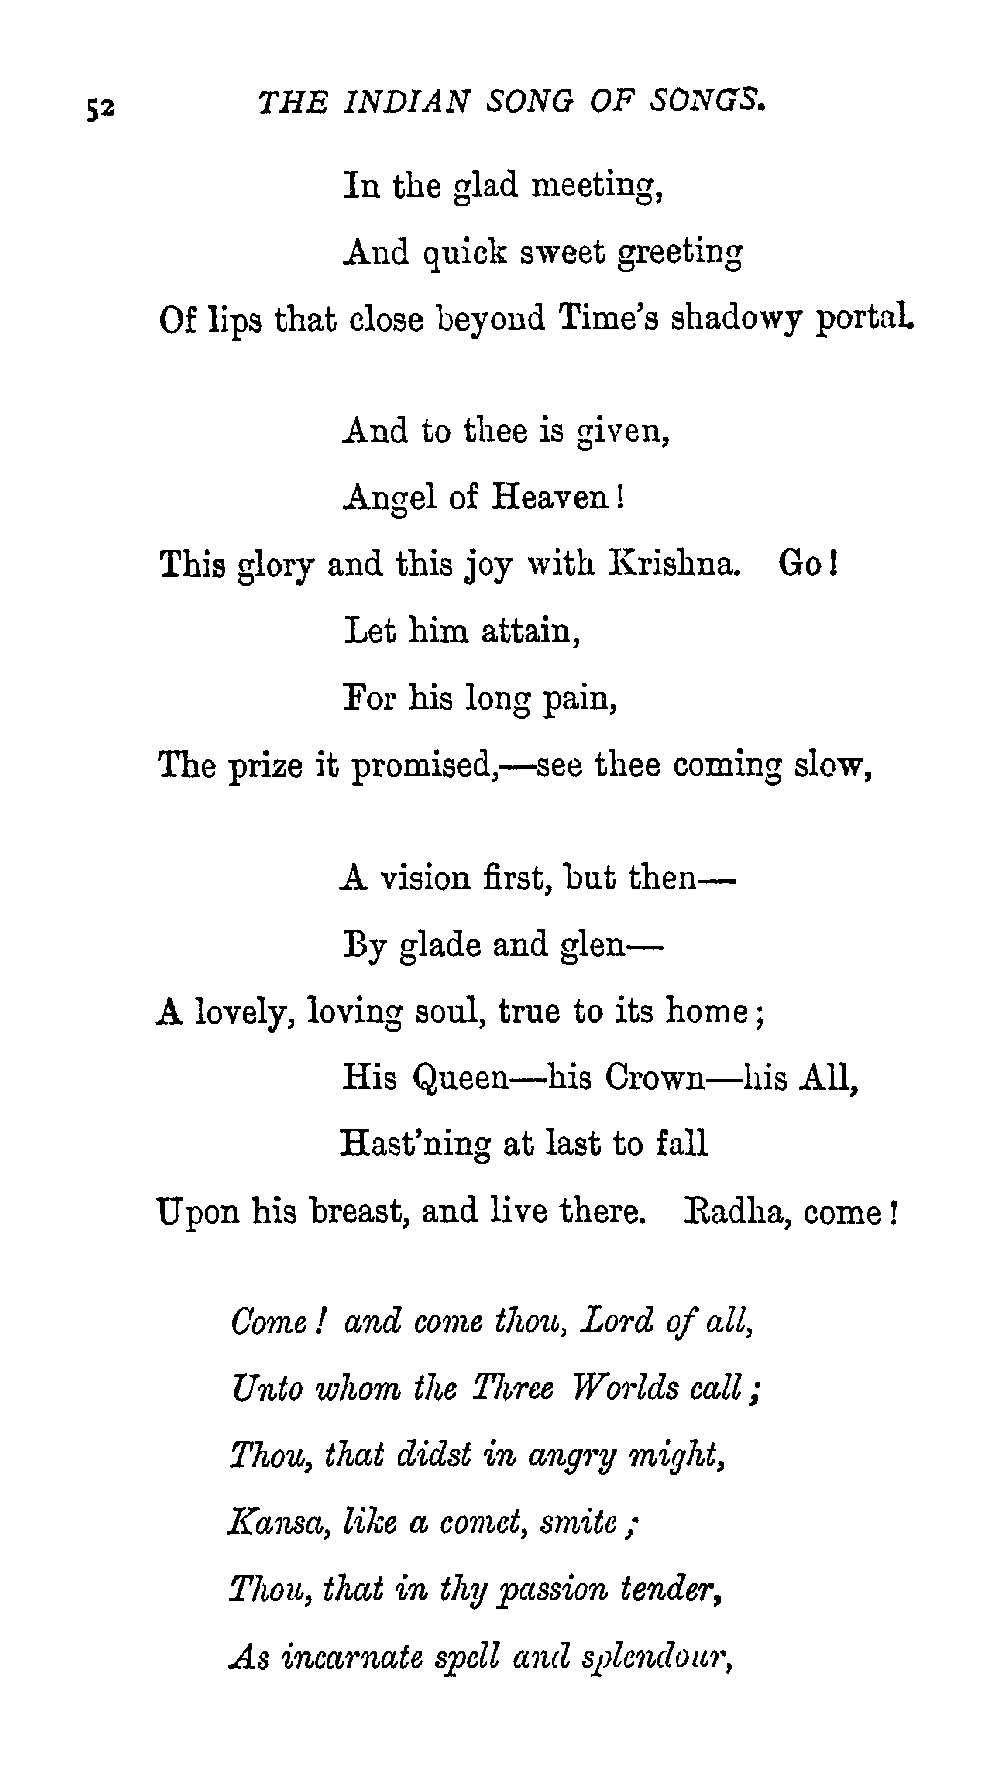 52 THE INDIAN SONG OF SONGS.
In the glad meeting,
And quick sweet greeting
Of lips that close beyond Time's shadowy portal.
And to thee is given,
Angel of Heaven!
This glory and this joy with Krishna. Go!
Let him attain,
For his long pain,
The prize it promised,—see thee coming slow,
A vision first, but then—
By glade and glen—
A lovely, loving soul, true to its home;
His Queen—his Crown—his All,
Hast'ning at last to fall
Upon his breast, and live there. Radha, come!
Come! and come thou, Lord of all,
Unto whom the Three Worlds call;
Thou, that didst in angry might,
Kansa, like a comet, smite;
Thou, that in thy passion tender,
As incarnate spell and splendour,